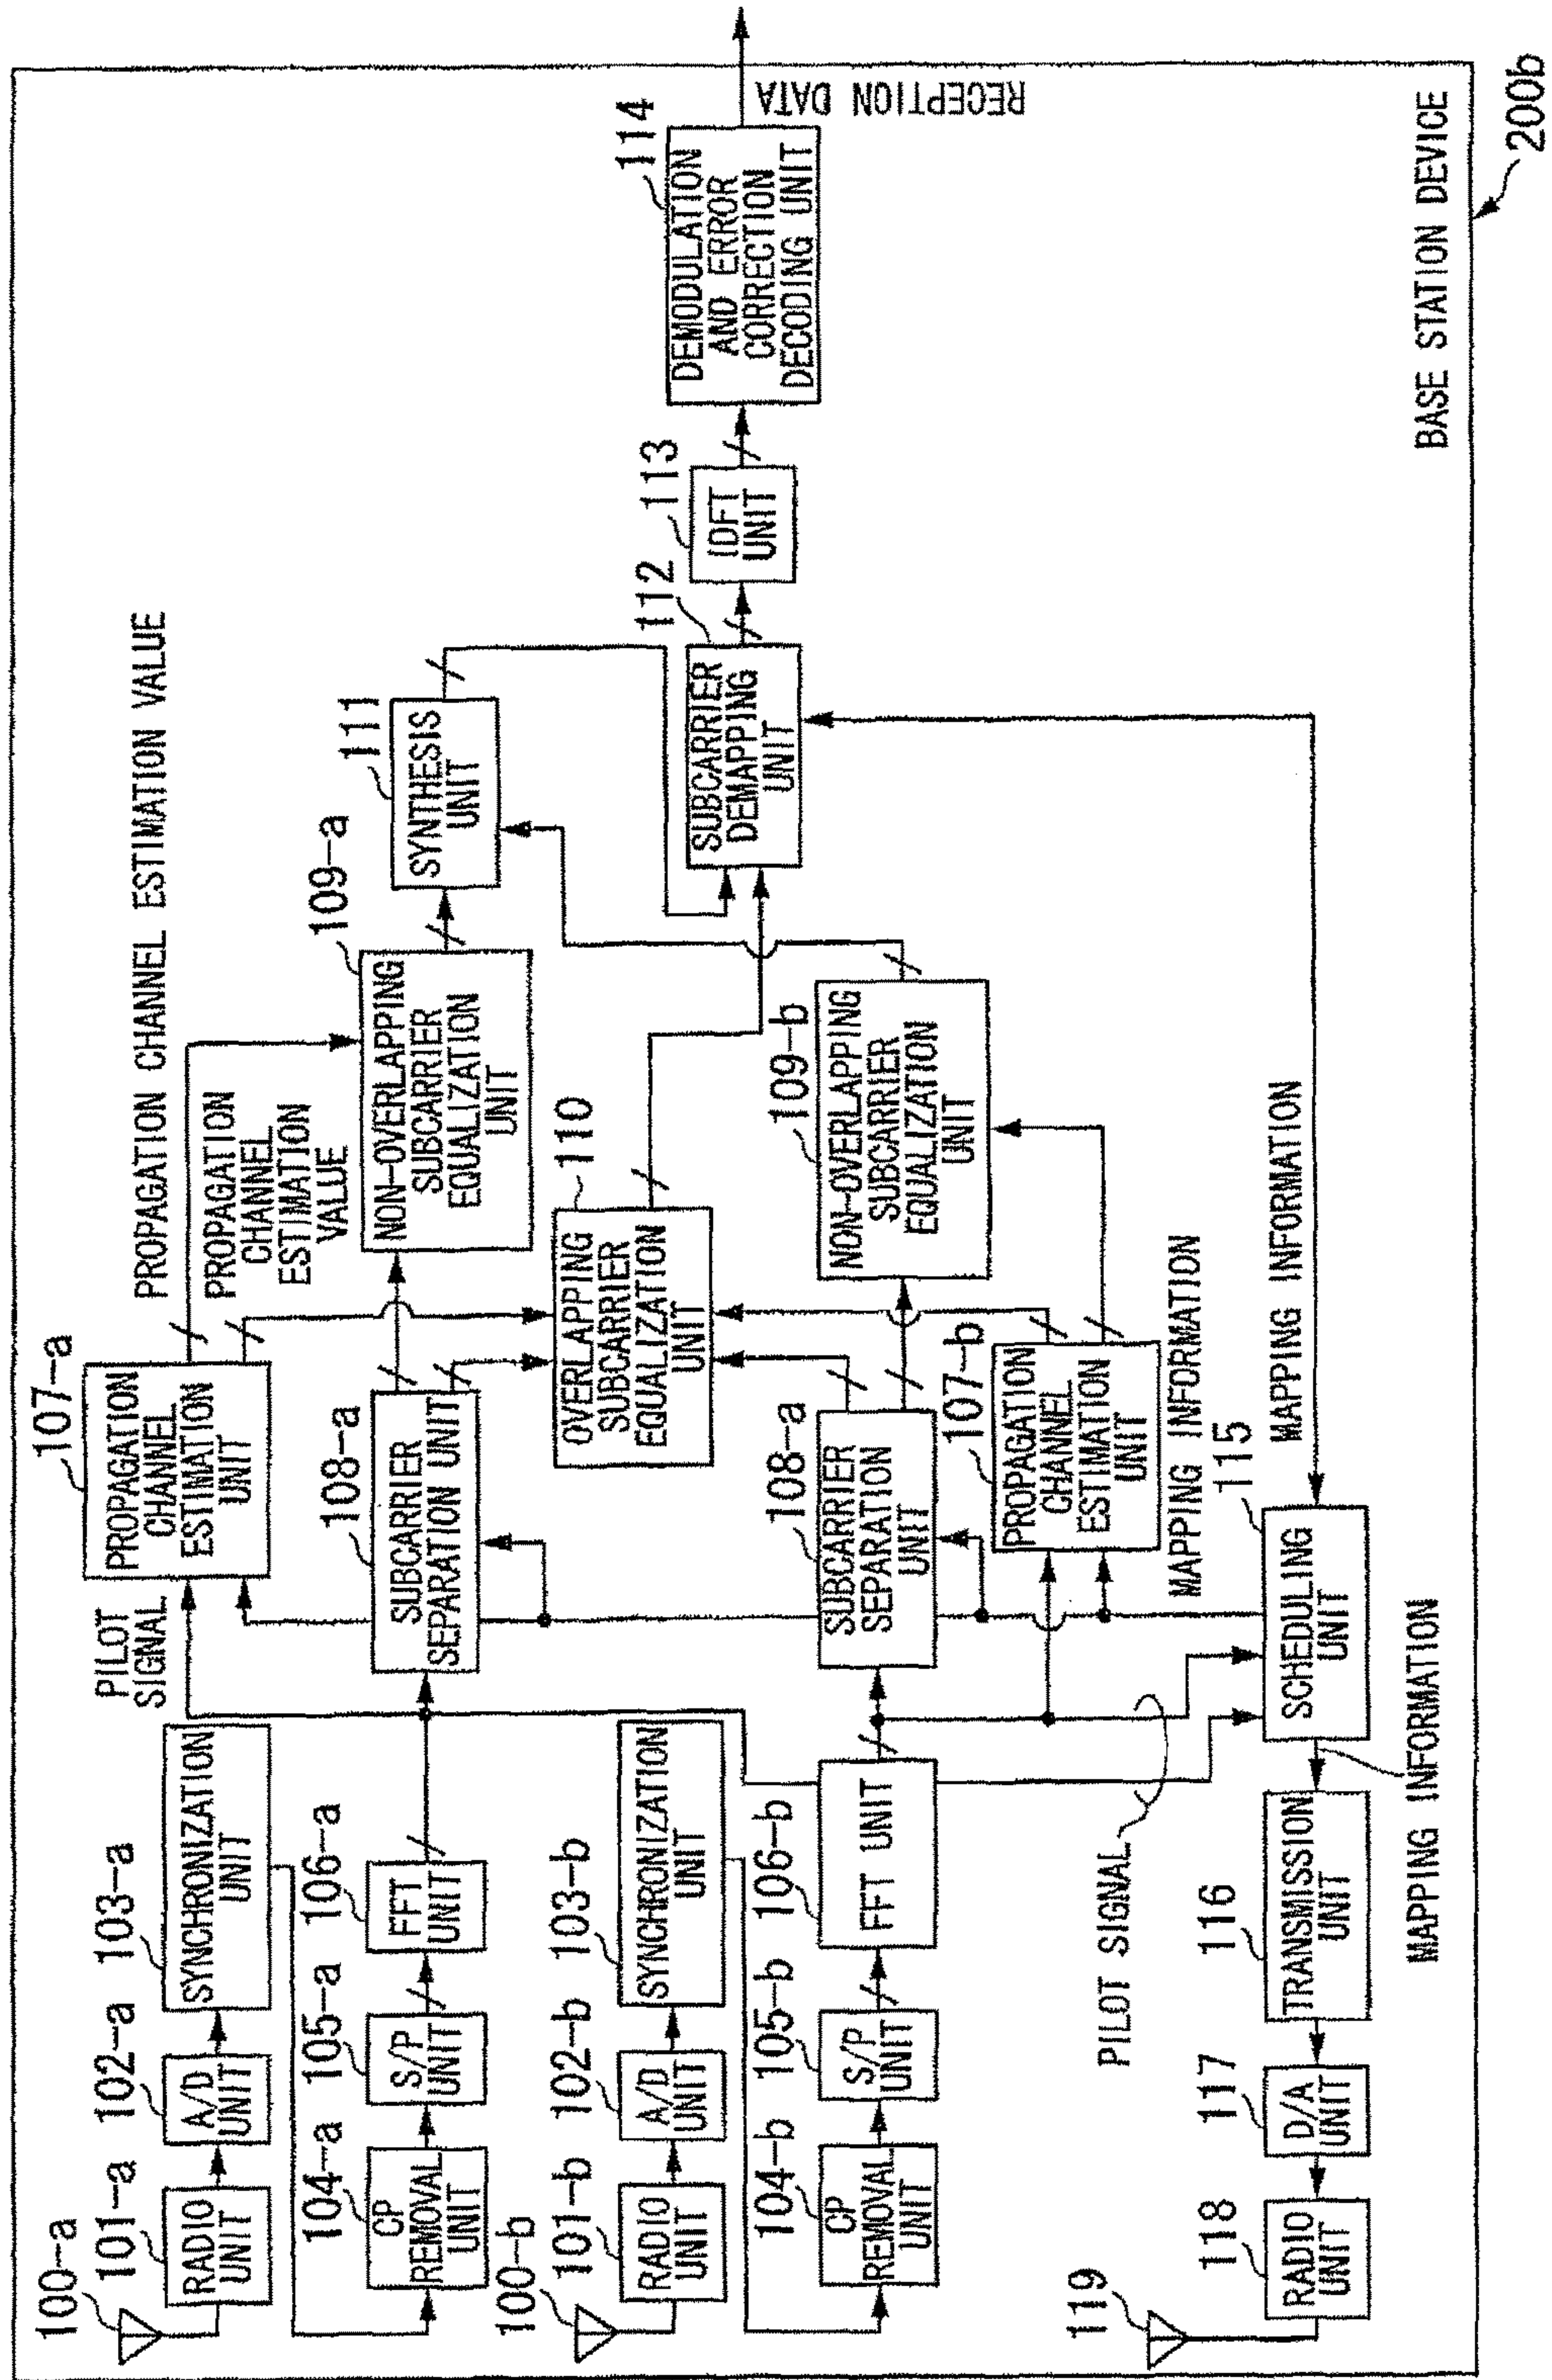 100-a
101-a
RADIO
UNIT
102-a
A/D
UNIT
103-a
SYNCHRONIZATION
UNIT
PILOT
SIGNAL
107-a
PROPAGATION
CHANNEL
ESTIMATION
UNIT
PROPAGATION CHANNEL ESTIMATION VALUE
PROPAGATION
CHANNEL
ESTIMATION
VALUE
104-a
CP
REMOVAL
UNIT
105-a
S/P
UNIT
106-a
FFT
UNIT
108-a
SUBCARRIER
SEPARATION UNIT
109-a
NON-OVERLAPPING
SUBCARRIER
EQUALIZATION
UNIT
111
SYNTHESIS
UNIT
100-b
101-b
RADIO
UNIT
102-b
A/D
UNIT
103-b
SYNCHRONIZATION
UNIT
110
OVERLAPPING
SUBCARRIER
EQUALIZATION
UNIT
112
SUBCARRIER
DEMAPPING
UNIT
113
IDFT
UNIT
114
DEMODULATION
AND ERROR
CORRECTION
DECODING UNIT
RECEPTION DATA
104-b
CP
REMOVAL
UNIT
105-b
S/P
UNIT
106-b
FFT UNIT
108-a
SUBCARRIER
SEPARATION
UNIT
109-b
NON-OVERLAPPING
SUBCARRIER
EQUALIZATION
UNIT
107-b
PROPAGATION
CHANNEL
ESTIMATION
UNIT
PILOT SIGNAL
MAPPING INFORMATION
119
118
RADIO
UNIT
117
D/A
UNIT
116
TRANSMISSION
UNIT
115
SCHEDULING
UNIT
MAPPING INFORMATION
MAPPING INFORMATION
BASE STATION DEVICE
200b